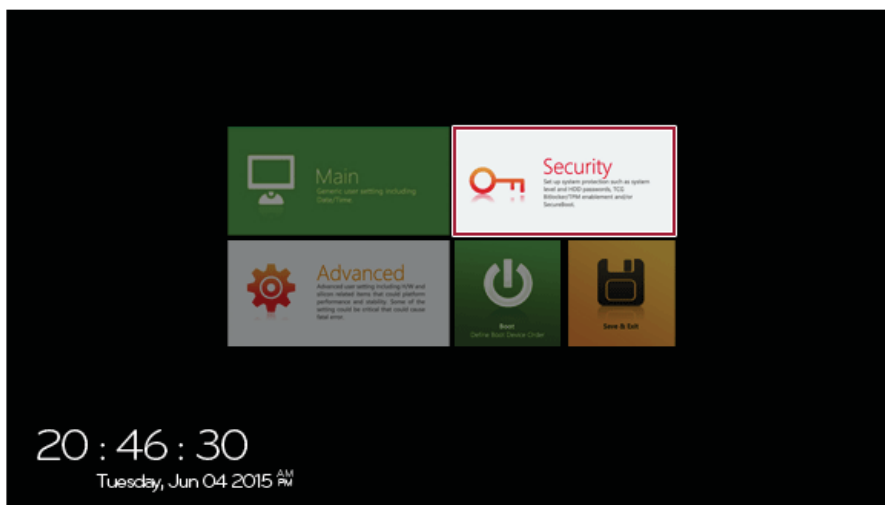 Main
Generic user setting including
Date/Time.
Security
Set up system protection such as system
level and HDD passwords, TCG
Bitlocker/TPM enablement and/or
SecureBoot.
Advanced
Advanced user setting including H/W and
silicon related items that could platform
performance and stability. Some of the
setting could be critical that could cause
fatal error.
Boot
Define Boot Device Order
Save & Exit
20 : 46 : 30
Tuesday, Jun 04 2015 AM
PM